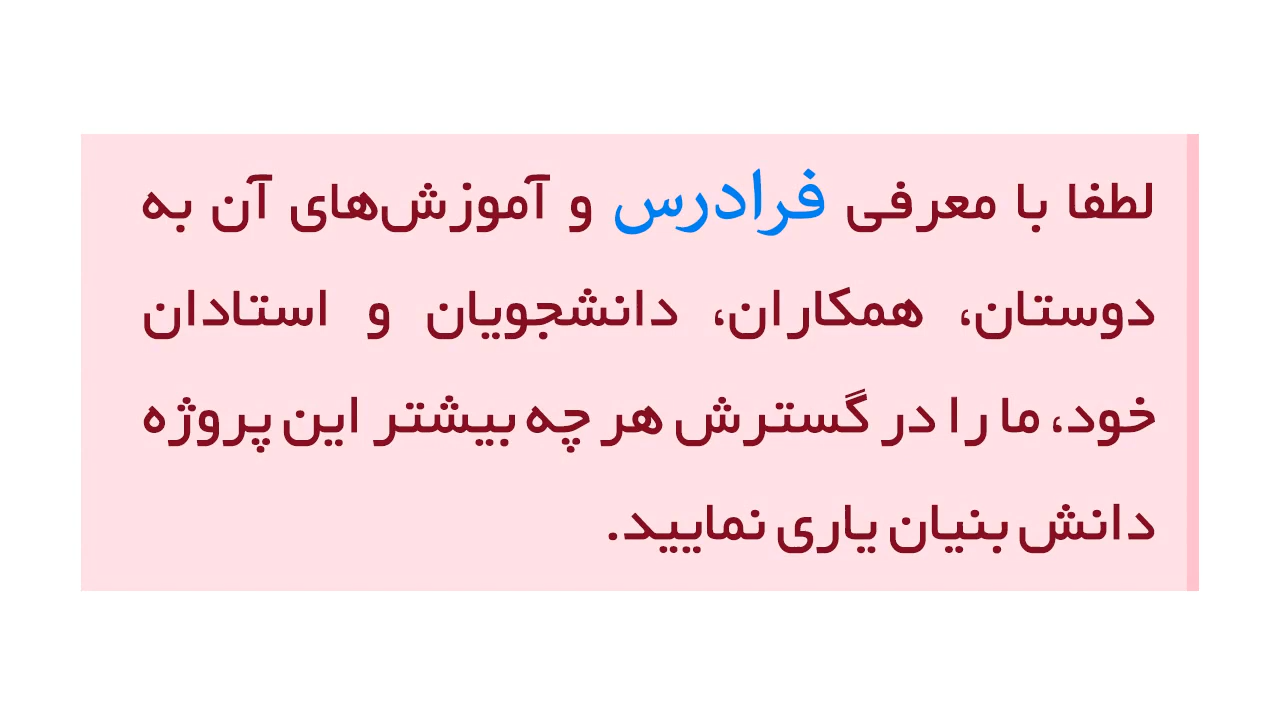 لطفا با معرفی فرادرس و آموزش‌های آن به
دوستان، همکاران، دانشجویان و استادان
خود، ما را در گسترش هر چه بیشتر این پروژه
دانش بنیان یاری نمایید.